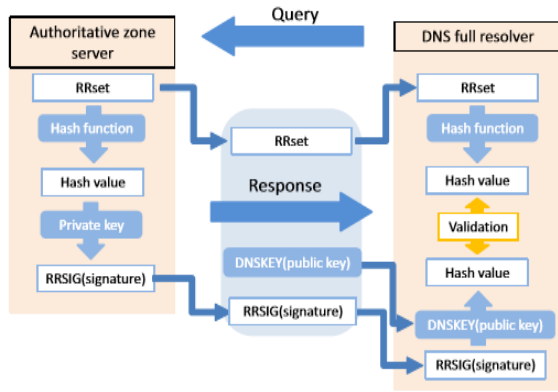 Authoritative zone
server
RRset
Hash function
Hash value
Private key
RRSIG(signature)
Query
RRset
Response
DNSKEY(public key)
RRSIG(signature)
DNS full resolver
RRset
Hash function
Hash value
Validation
Hash value
DNSKEY(public key)
RRSIG(signature)